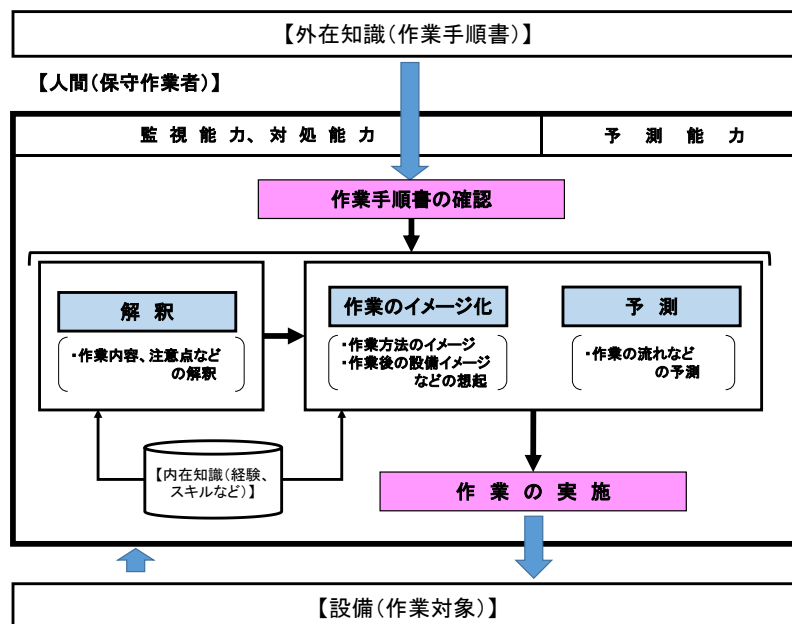 【外在知識(作業手順書)】
【人間(保守作業者)】
監視能力、対処能力
予測能力
作業手順書の確認
解釈
・作業内容、注意点など
の解釈
作業のイメージ化
・作業方法のイメージ
・作業後の設備イメージ
などの想起
予測
・作業の流れなど
の予測
【内在知識(経験、
スキルなど)】
作業の実施
【設備(作業対象)】